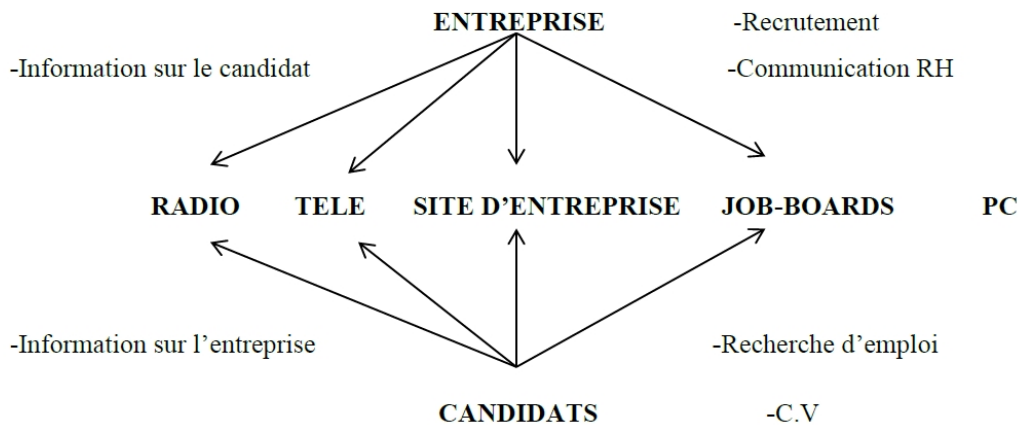 ENTREPRISE -Recrutement
-Information sur le candidat -Communication RH
RADIO TELE SITE D’ENTREPRISE JOB-BOARDS PC
-Information sur l’entreprise -Recherche d’emploi
CANDIDATS -C.V